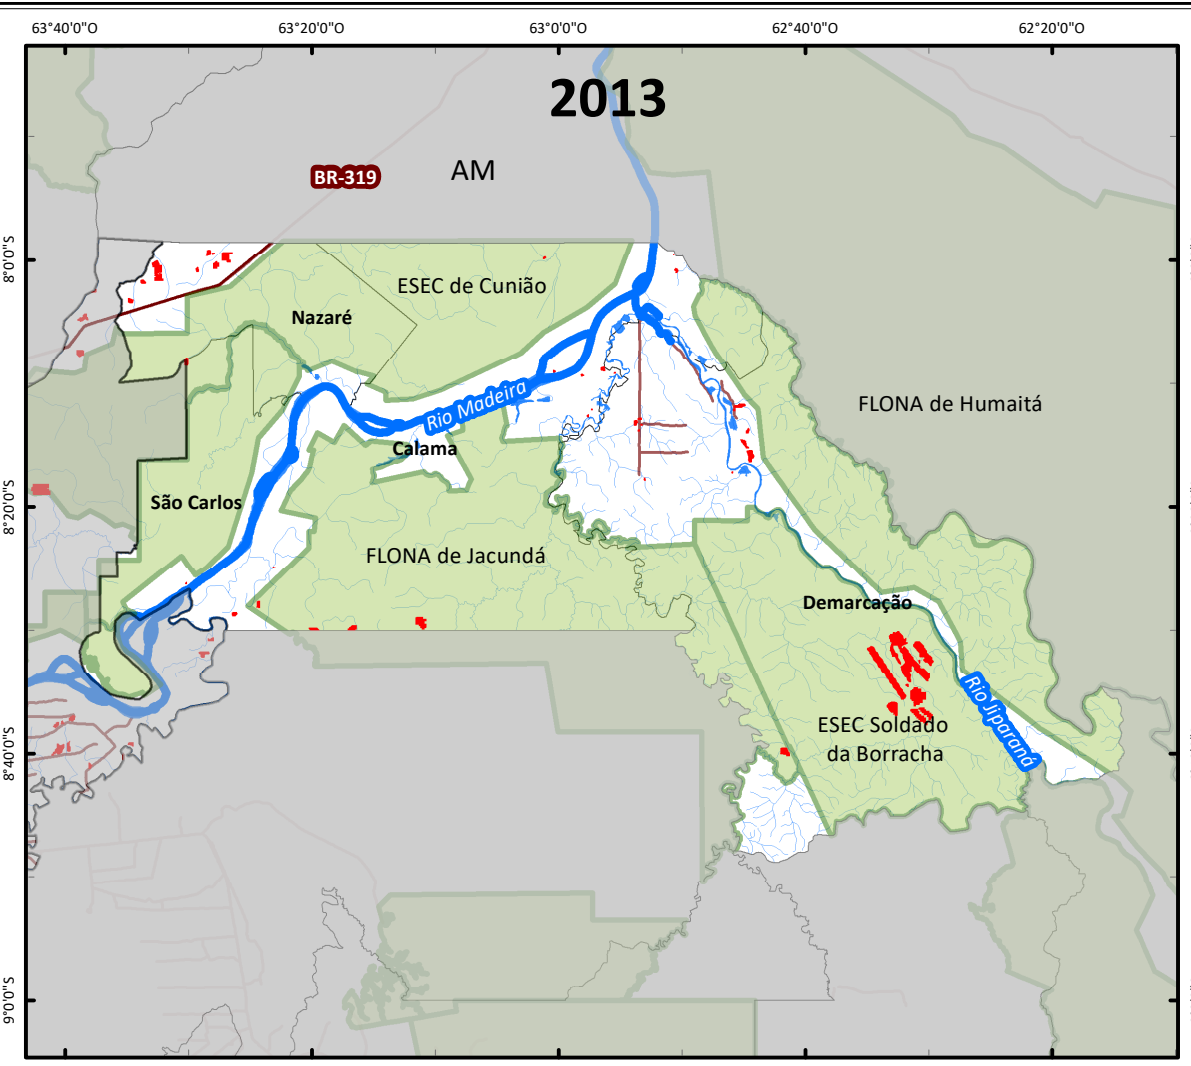 63°40'0"O 63°20'0"O 63°0'0"O 62°40'0"O 62°20'0"O
2013
AM
BR-319
8°0'0"S
ESEC de Cunião
Nazaré
Rio Madeira
FLONA de Humaitá
Calama
São Carlos
8°20'0"S
FLONA de Jacundá
Demarcação
Rio Jiparaná
ESEC Soldado
da Borracha
8°40'0"S
9°0'0"S